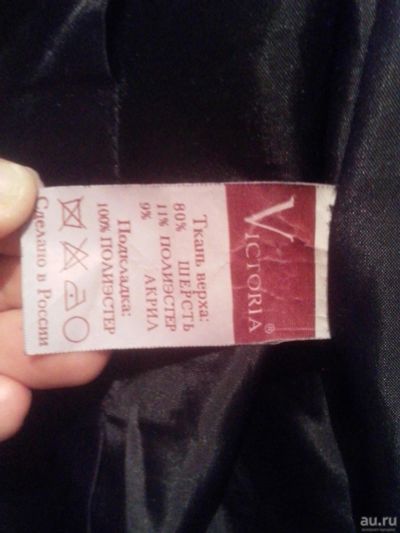 VICTORIA®
Ткань верха:
80% ШЕРСТЬ
11% ПОЛИЭСТЕР
9% АКРИЛ
Подкладка:
100% ПОЛИЭСТЕР
Сделано в России
au.ru